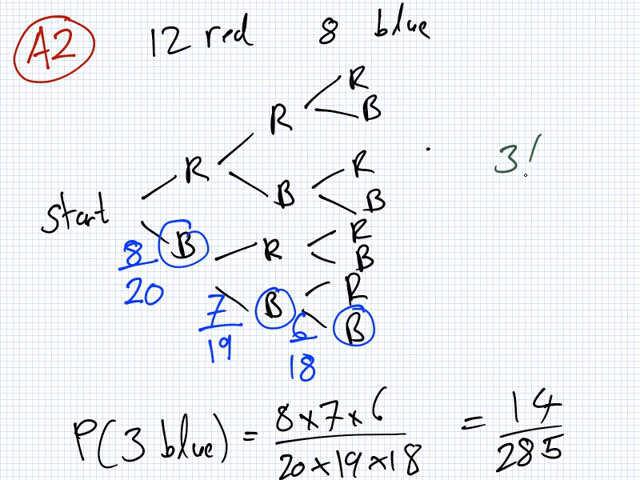 A2 12 red 8 blue
R
R B
R R
B B 3!
Start
B R R
8/20 B
R
7/19 B 6/18 B
P(3 blue) = 8×7×6 / 20×19×18 = 14/285